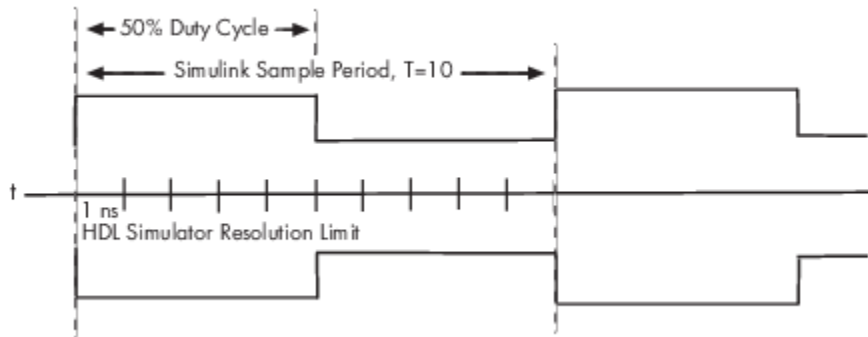 50% Duty Cycle
Simulink Sample Period, T=10
t
1 ns
HDL Simulator Resolution Limit